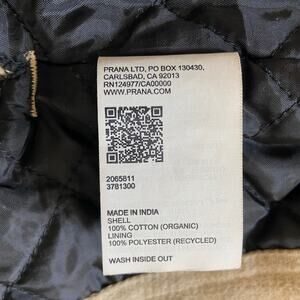 PRANA LTD, PO BOX 130430,
CARLSBAD, CA 92013
RN124977/CA00000
WWW.PRANA.COM
2065811
3781300
MADE IN INDIA
SHELL
100% COTTON (ORGANIC)
LINING
100% POLYESTER (RECYCLED)
WASH INSIDE OUT